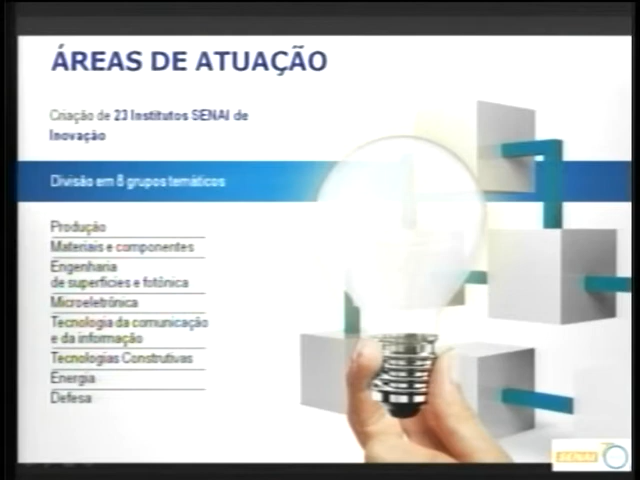 ÁREAS DE ATUAÇÃO
Criação de 23 Institutos SENAI de
Inovação
Divisão em 8 grupos temáticos
Produção
Materiais e componentes
Engenharia
de superfícies e fotônica
Microeletrônica
Tecnologia da comunicação
e da informação
Tecnologias Construtivas
Energia
Defesa
SENAI